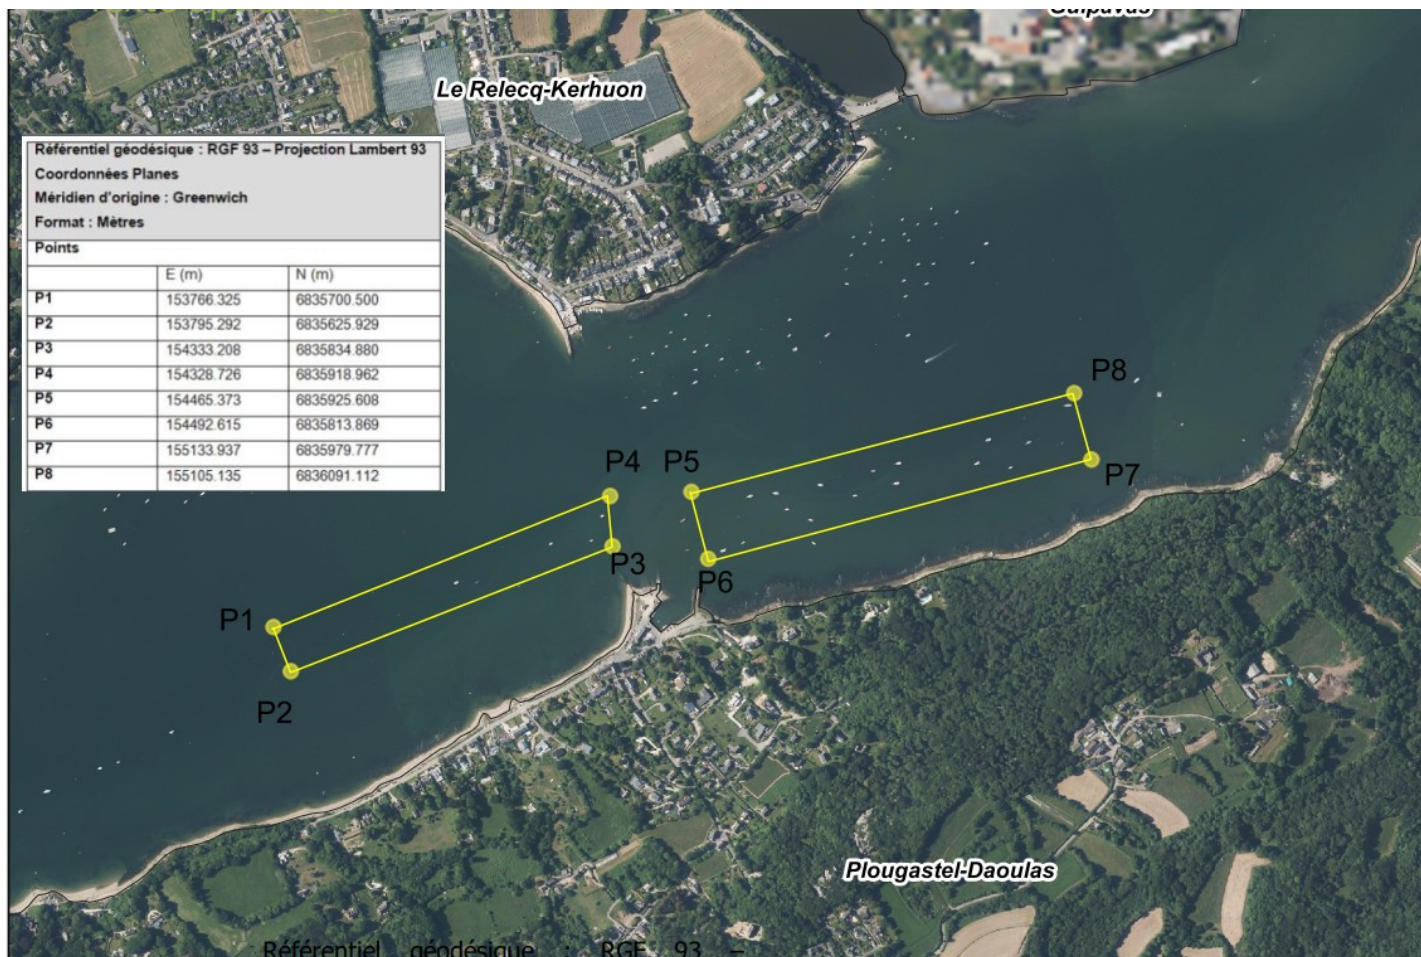 Guipavas
Le Relecq-Kerhuon
Référentiel géodésique : RGF 93 – Projection Lambert 93
Coordonnées Planes
Méridien d'origine : Greenwich
Format : Mètres
Points
E (m) N (m)
P1 153766.325 6835700.500
P2 153795.292 6835625.929
P3 154333.208 6835834.880
P4 154328.726 6835918.962
P5 154465.373 6835925.608
P6 154492.615 6835813.869
P7 155133.937 6835979.777
P8 155105.135 6836091.112
P8
P4 P5
P7
P3
P6
P1
P2
Plougastel-Daoulas
Référentiel géodésique : RGF 93 –